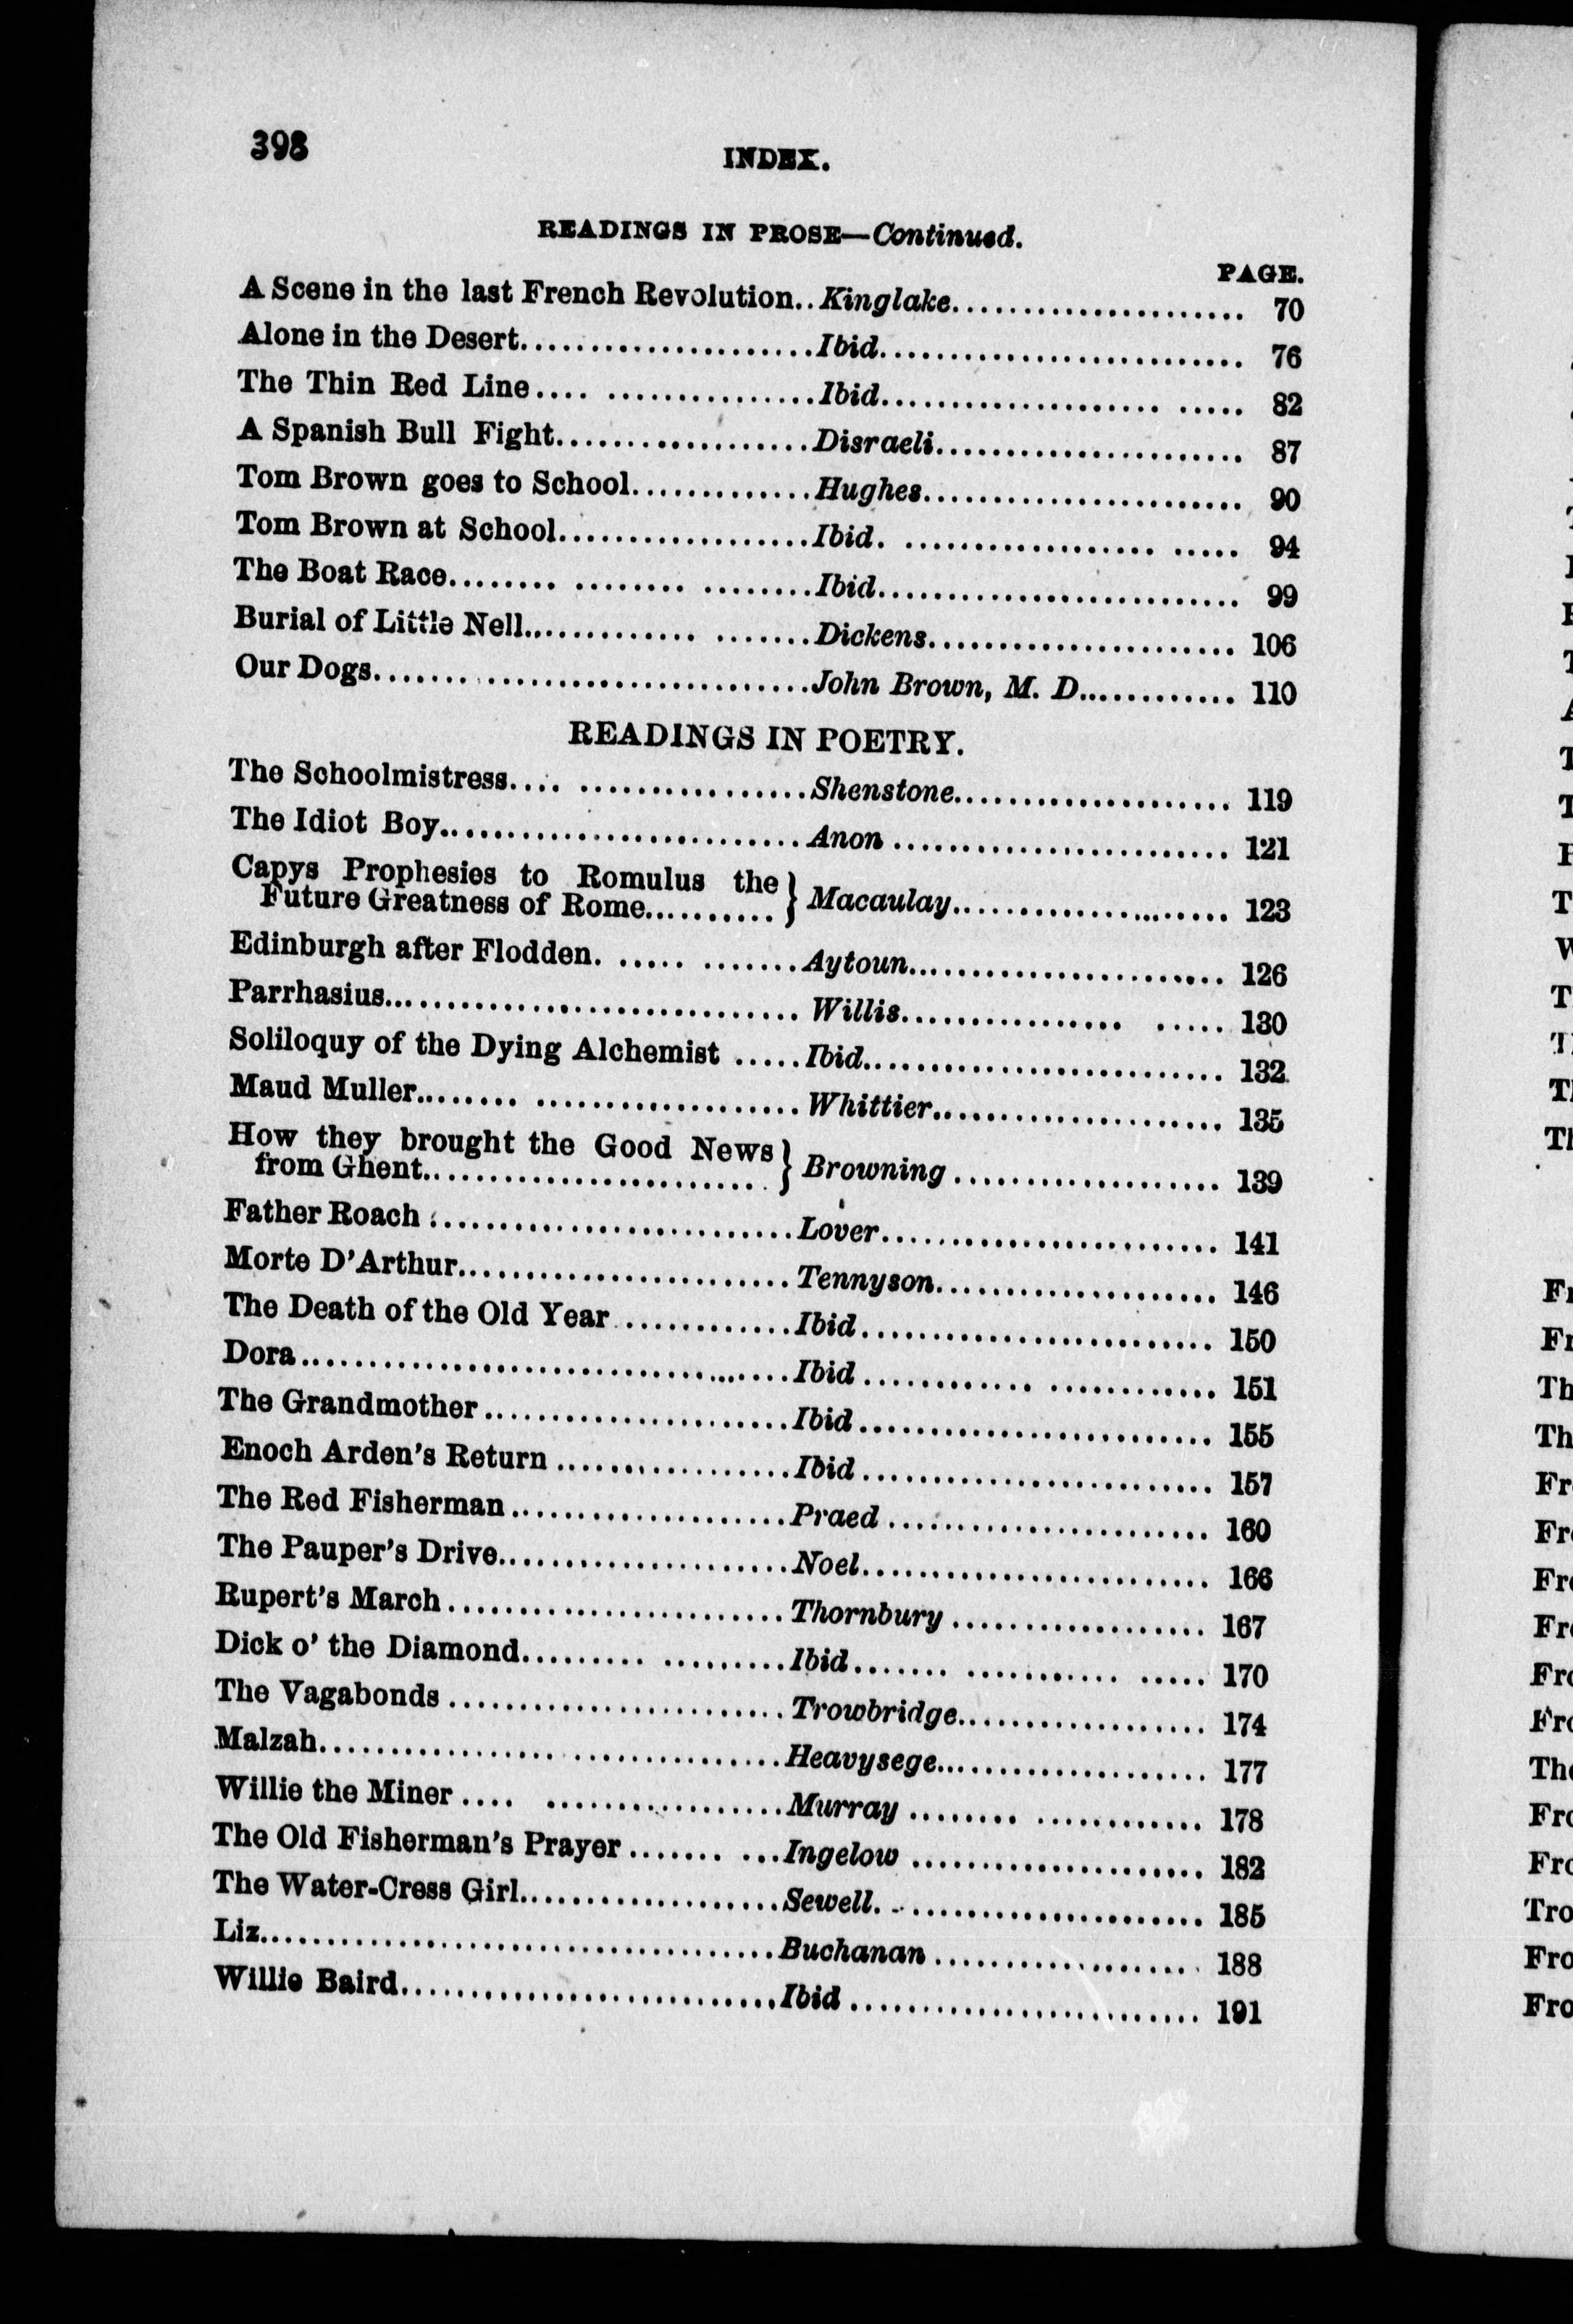 398
INDEX.
READINGS IN PROSE—Continued.
PAGE.
A Scene in the last French Revolution..Kinglake..................... 70
Alone in the Desert.....................Ibid.......................... 76
The Thin Red Line.... ...............Ibid.................... ..... 82
A Spanish Bull Fight..................Disraeli...................... 87
Tom Brown goes to School.............Hughes....................... 90
Tom Brown at School..................Ibid. .................. ..... 94
The Boat Race........ ........ ........Ibid.......................... 99
Burial of Little Nell............. .......Dickens...................... 106
Our Dogs...............................John Brown, M. D........... 110
READINGS IN POETRY.
The Schoolmistress.... ................Shenstone.................... 119
The Idiot Boy..........................Anon ........................ 121
Capys Prophesies to Romulus the
Future Greatness of Rome.......... } Macaulay.................... 123
Edinburgh after Flodden. ..... .......Aytoun....................... 126
Parrhasius.............................. Willis................ ..... 130
Soliloquy of the Dying Alchemist .....Ibid.......................... 132
Maud Muller........ ................... Whittier..................... 135
How they brought the Good News
from Ghent......................... } Browning ................... 139
Father Roach ..........................Lover........................ 141
Morte D'Arthur........................ Tennyson.................... 146
The Death of the Old Year ............Ibid......................... 150
Dora...................................Ibid............ ............ 151
The Grandmother......................Ibid......................... 155
Enoch Arden's Return .................Ibid......................... 157
The Red Fisherman....................Praed....................... 160
The Pauper's Drive.....................Noel......................... 166
Rupert's March........................ Thornbury .................. 167
Dick o' the Diamond......... .........Ibid....... ........... ..... 170
The Vagabonds........................ Trowbridge.................. 174
Malzah................. ...............Heavysege................... 177
Willie the Miner .... .................Murray ........ ............ 178
The Old Fisherman's Prayer....... ...Ingelow ..................... 182
The Water-Cress Girl...................Sewell. ...................... 185
Liz.....................................Buchanan ................... 188
Willie Baird...........................Ibid ......................... 191